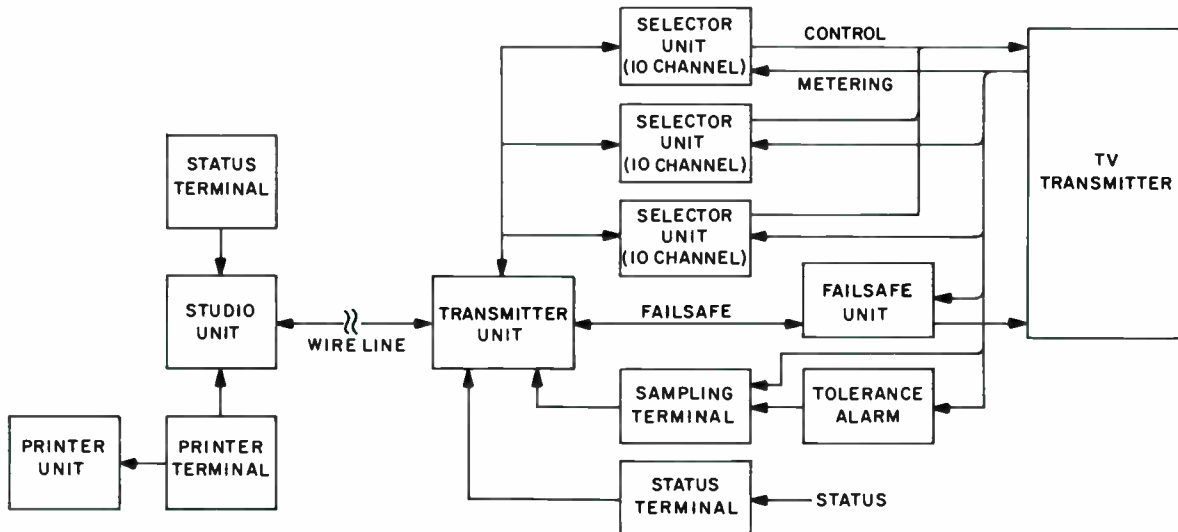 SELECTOR
UNIT
(10 CHANNEL)
CONTROL
METERING
SELECTOR
UNIT
(10 CHANNEL)
SELECTOR
UNIT
(10 CHANNEL)
TV
TRANSMITTER
STATUS
TERMINAL
STUDIO
UNIT
WIRE LINE
TRANSMITTER
UNIT
FAILSAFE
FAILSAFE
UNIT
SAMPLING
TERMINAL
TOLERANCE
ALARM
PRINTER
UNIT
PRINTER
TERMINAL
STATUS
TERMINAL
STATUS